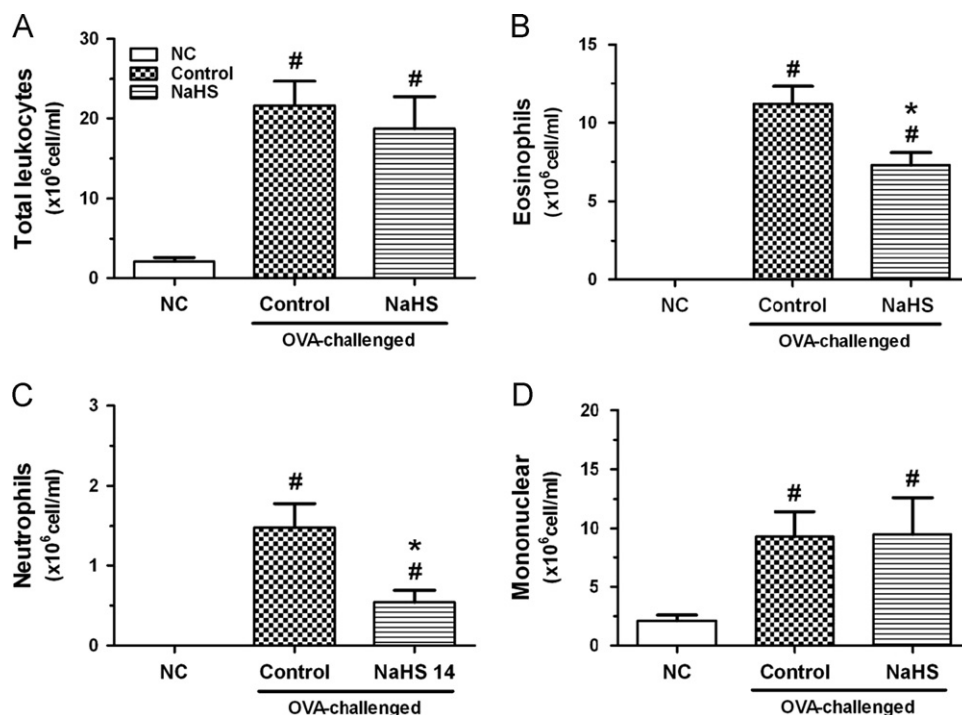 A
Total leukocytes
(x10⁶cell/ml)
30
20
10
0
NC
Control
NaHS
#
#
NC
Control
NaHS
OVA-challenged
B
Eosinophils
(x10⁶cell/ml)
15
10
5
0
#
*
#
NC
Control
NaHS
OVA-challenged
C
Neutrophils
(x10⁶cell/ml)
3
2
1
0
#
*
#
NC
Control
NaHS 14
OVA-challenged
D
Mononuclear
(x10⁶cell/ml)
20
15
10
5
0
#
#
NC
Control
NaHS
OVA-challenged